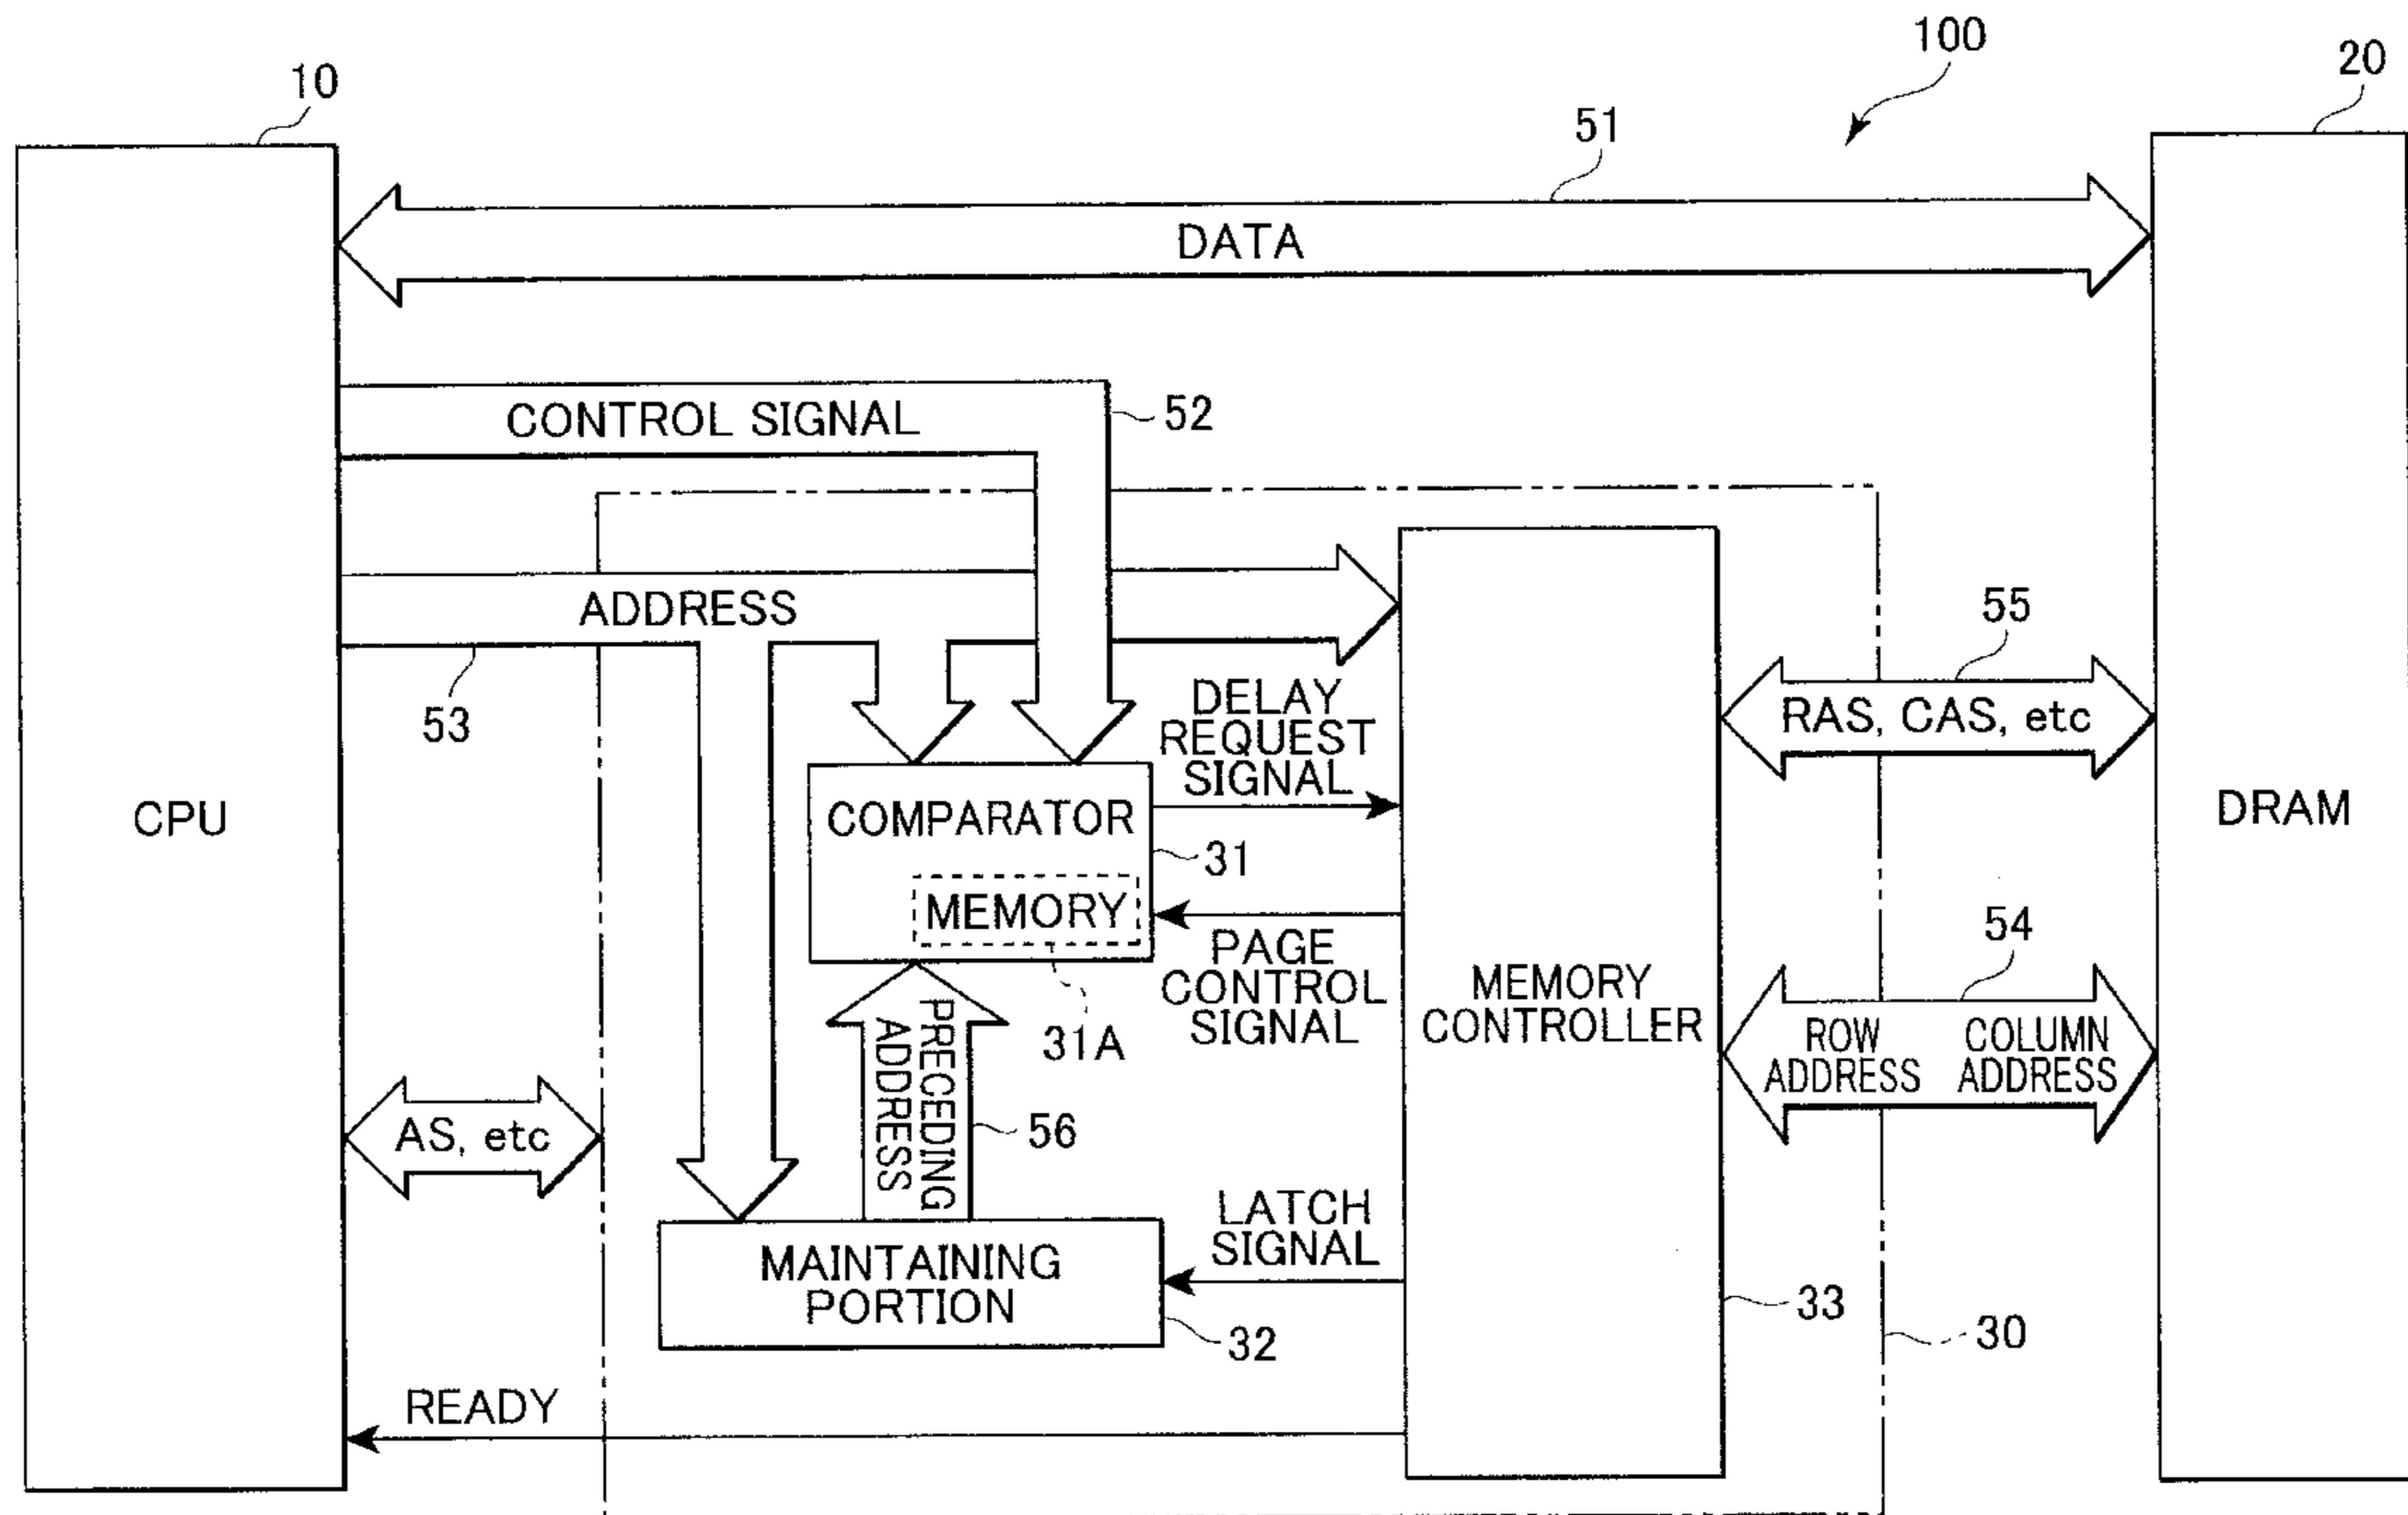 100
10
20
51
DATA
CONTROL SIGNAL
52
ADDRESS
53
55
RAS, CAS, etc
DELAY
REQUEST
SIGNAL
CPU
COMPARATOR
DRAM
31
MEMORY
54
PAGE
CONTROL
SIGNAL
MEMORY
CONTROLLER
PRECEDING
ADDRESS
31A
ROW
ADDRESS
COLUMN
ADDRESS
AS, etc
56
LATCH
SIGNAL
MAINTAINING
PORTION
32
33
30
READY